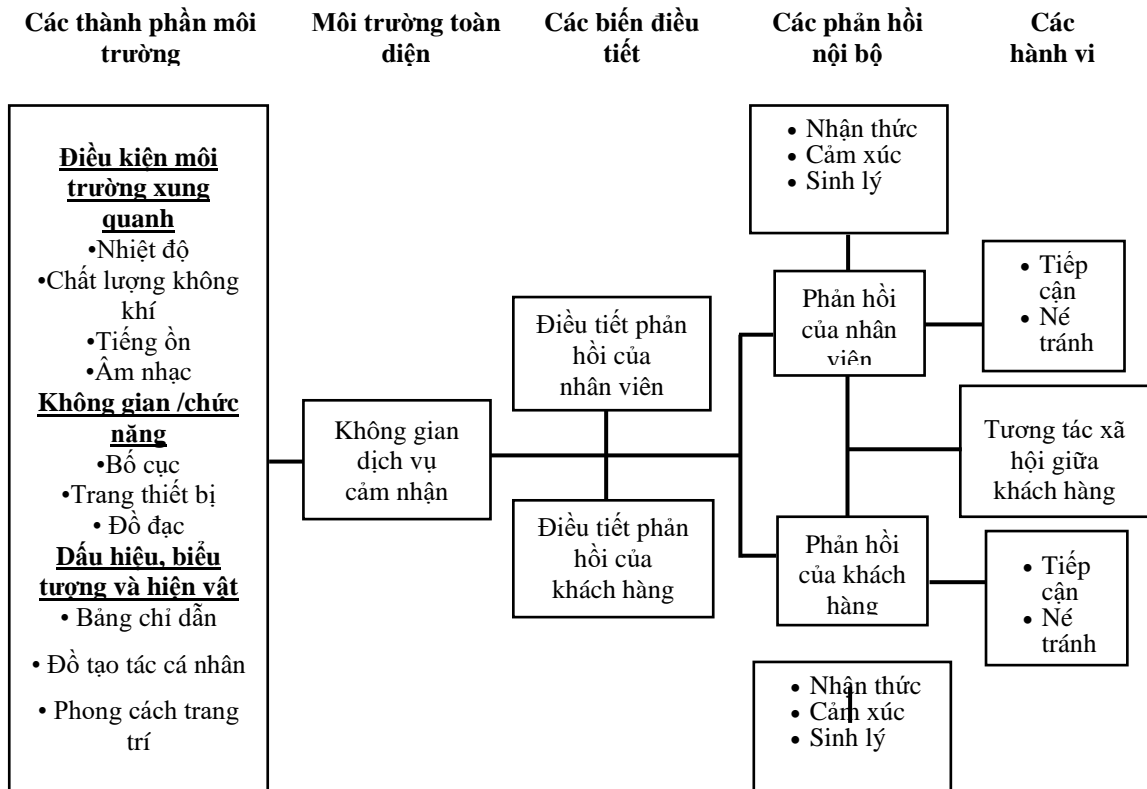 Các thành phần môi
trường
Môi trường toàn
diện
Các biến điều
tiết
Các phản hồi
nội bộ
Các
hành vi
Điều kiện môi
trường xung
quanh
•Nhiệt độ
•Chất lượng không
khí
•Tiếng ồn
•Âm nhạc
Không gian /chức
năng
•Bố cục
•Trang thiết bị
• Đồ đạc
Dấu hiệu, biểu
tượng và hiện vật
• Bảng chỉ dẫn
• Đồ tạo tác cá nhân
• Phong cách trang
trí
Không gian
dịch vụ
cảm nhận
Điều tiết phản
hồi của
nhân viên
Điều tiết phản
hồi của
khách hàng
• Nhận thức
• Cảm xúc
• Sinh lý
Phản hồi
của nhân
viên
Phản hồi
của khách
hàng
• Nhận thức
• Cảm xúc
• Sinh lý
• Tiếp
cận
• Né
tránh
Tương tác xã
hội giữa
khách hàng
• Tiếp
cận
• Né
tránh